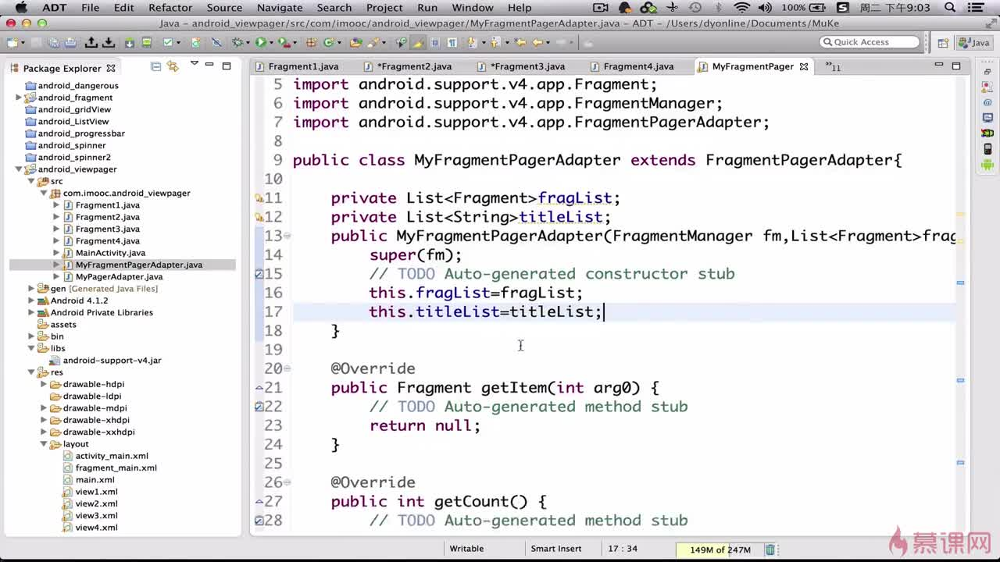 ADT File Edit Refactor Source Navigate Search Project Run Window Help 100% 周二下午9:03
Java - android_viewpager/src/com/imooc/android_viewpager/MyFragmentPagerAdapter.java - ADT - /Users/dyonline/Documents/MuKe
Quick Access
Java
Package Explorer
Fragment1.java *Fragment2.java *Fragment3.java Fragment4.java MyFragmentPager »11
android_dangerous
android_fragment
android_gridView
android_ListView
android_progressbar
android_spinner
android_spinner2
android_viewpager
src
com.imooc.android_viewpager
Fragment1.java
Fragment2.java
Fragment3.java
Fragment4.java
MainActivity.java
MyFragmentPagerAdapter.java
MyPagerAdapter.java
gen [Generated Java Files]
Android 4.1.2
Android Private Libraries
assets
bin
libs
android-support-v4.jar
res
drawable-hdpi
drawable-ldpi
drawable-mdpi
drawable-xhdpi
drawable-xxhdpi
layout
activity_main.xml
fragment_main.xml
main.xml
view1.xml
view2.xml
view3.xml
view4.xml
5 import android.support.v4.app.Fragment;
6 import android.support.v4.app.FragmentManager;
7 import android.support.v4.app.FragmentPagerAdapter;
8
9 public class MyFragmentPagerAdapter extends FragmentPagerAdapter{
10
11 private List<Fragment>fragList;
12 private List<String>titleList;
13 public MyFragmentPagerAdapter(FragmentManager fm,List<Fragment>frag
14 super(fm);
15 // TODO Auto-generated constructor stub
16 this.fragList=fragList;
17 this.titleList=titleList;
18 }
19
20 @Override
21 public Fragment getItem(int arg0) {
22 // TODO Auto-generated method stub
23 return null;
24 }
25
26 @Override
27 public int getCount() {
28 // TODO Auto-generated method stub
Writable Smart Insert 17 : 34 149M of 247M
慕课网